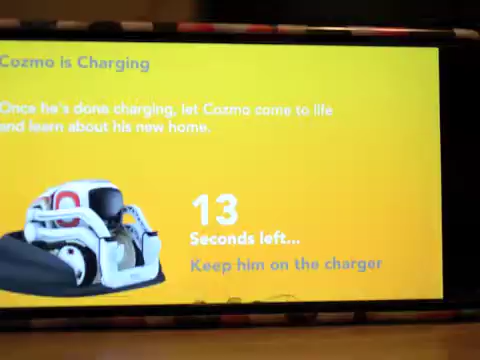 Cozmo is Charging
Once he's done charging, let Cozmo come to life
and learn about his new home.
13
Seconds left...
Keep him on the charger